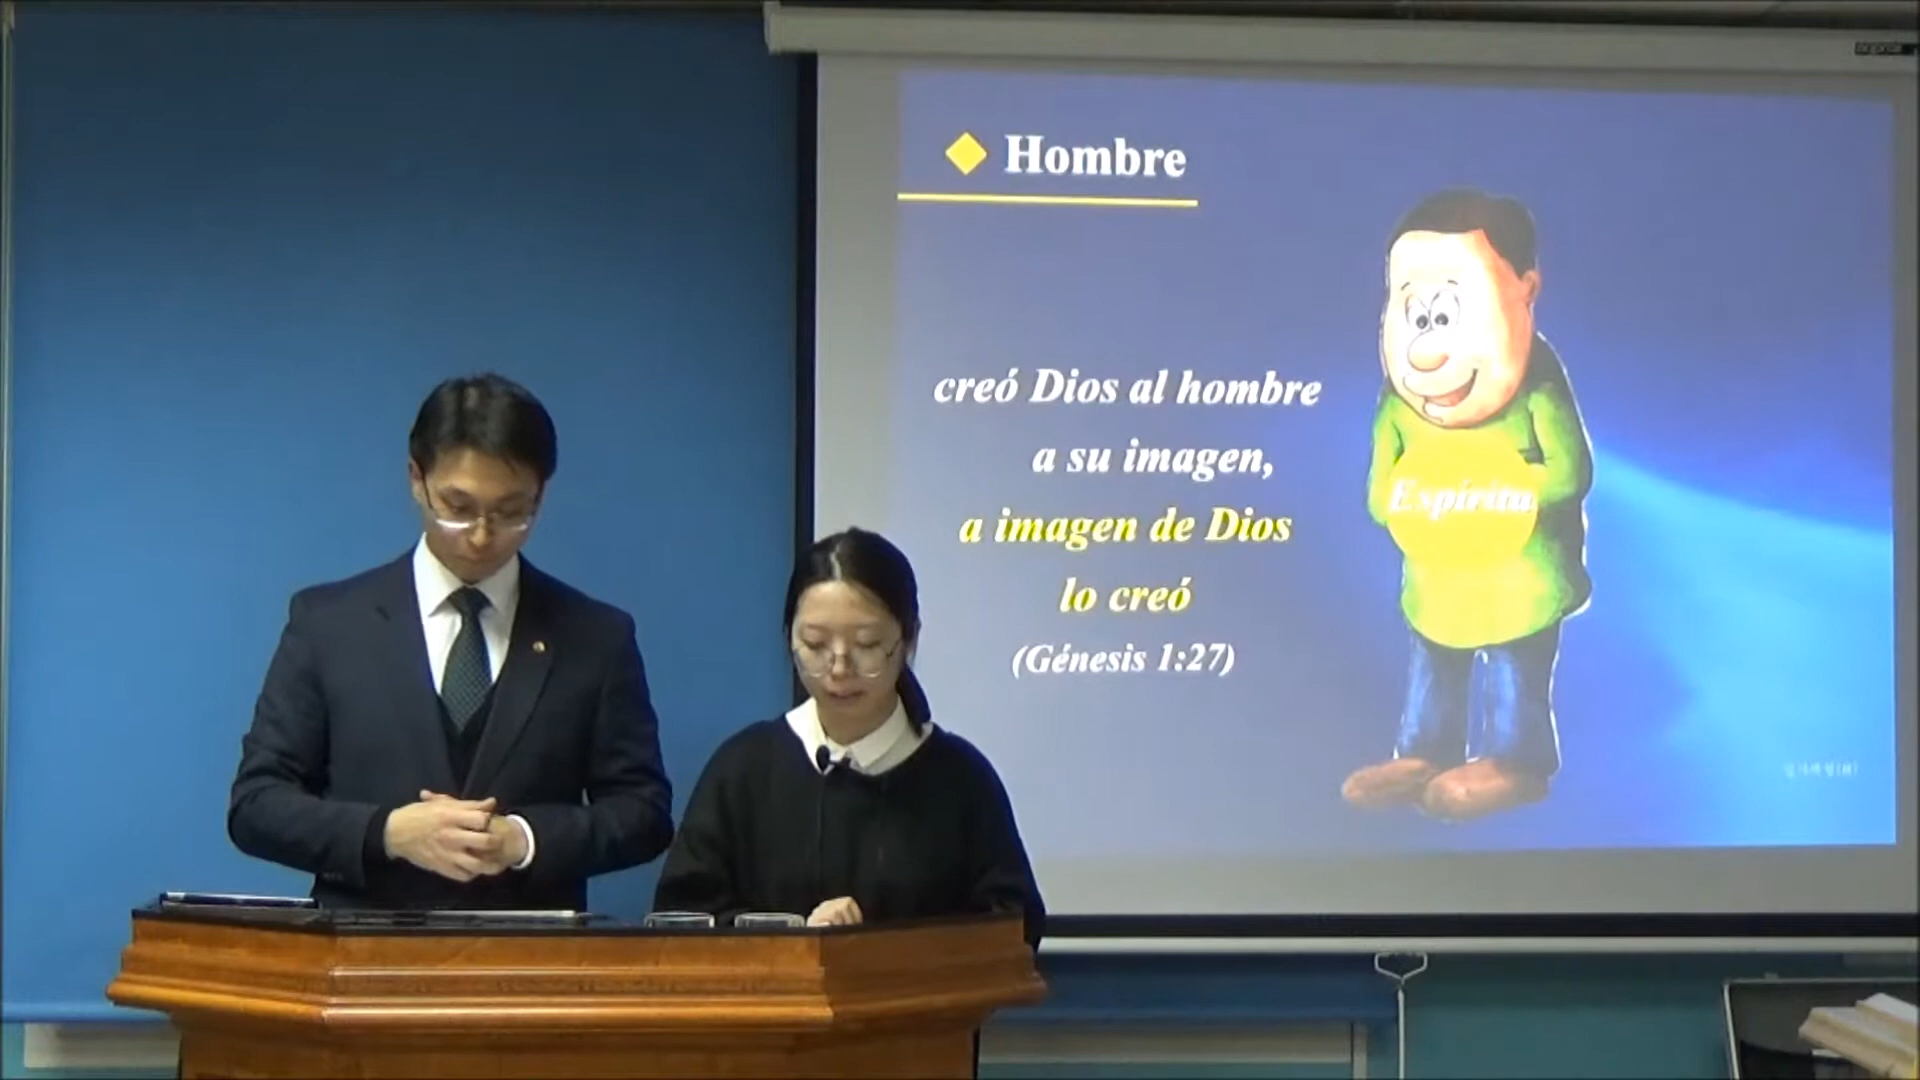 Hombre
creó Dios al hombre
a su imagen,
a imagen de Dios
lo creó
(Génesis 1:27)
Espíritu